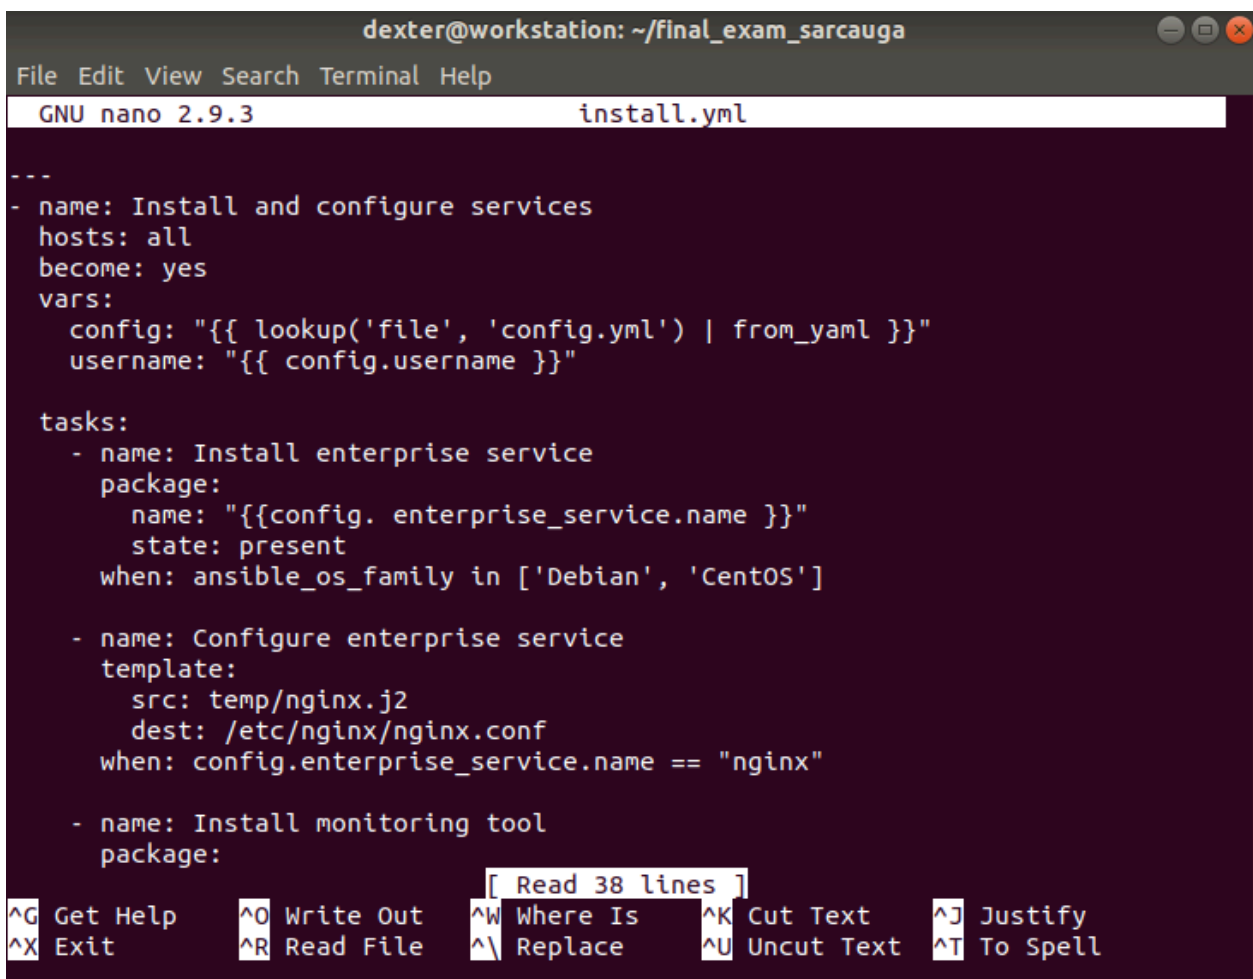 dexter@workstation: ~/final_exam_sarcauga
File Edit View Search Terminal Help
GNU nano 2.9.3 install.yml
---
- name: Install and configure services
  hosts: all
  become: yes
  vars:
    config: "{{ lookup('file', 'config.yml') | from_yaml }}"
    username: "{{ config.username }}"
  tasks:
    - name: Install enterprise service
      package:
        name: "{{config. enterprise_service.name }}"
        state: present
      when: ansible_os_family in ['Debian', 'CentOS']
    - name: Configure enterprise service
      template:
        src: temp/nginx.j2
        dest: /etc/nginx/nginx.conf
      when: config.enterprise_service.name == "nginx"
    - name: Install monitoring tool
      package:
[ Read 38 lines ]
^G Get Help ^O Write Out ^W Where Is ^K Cut Text ^J Justify
^X Exit ^R Read File ^\ Replace ^U Uncut Text ^T To Spell